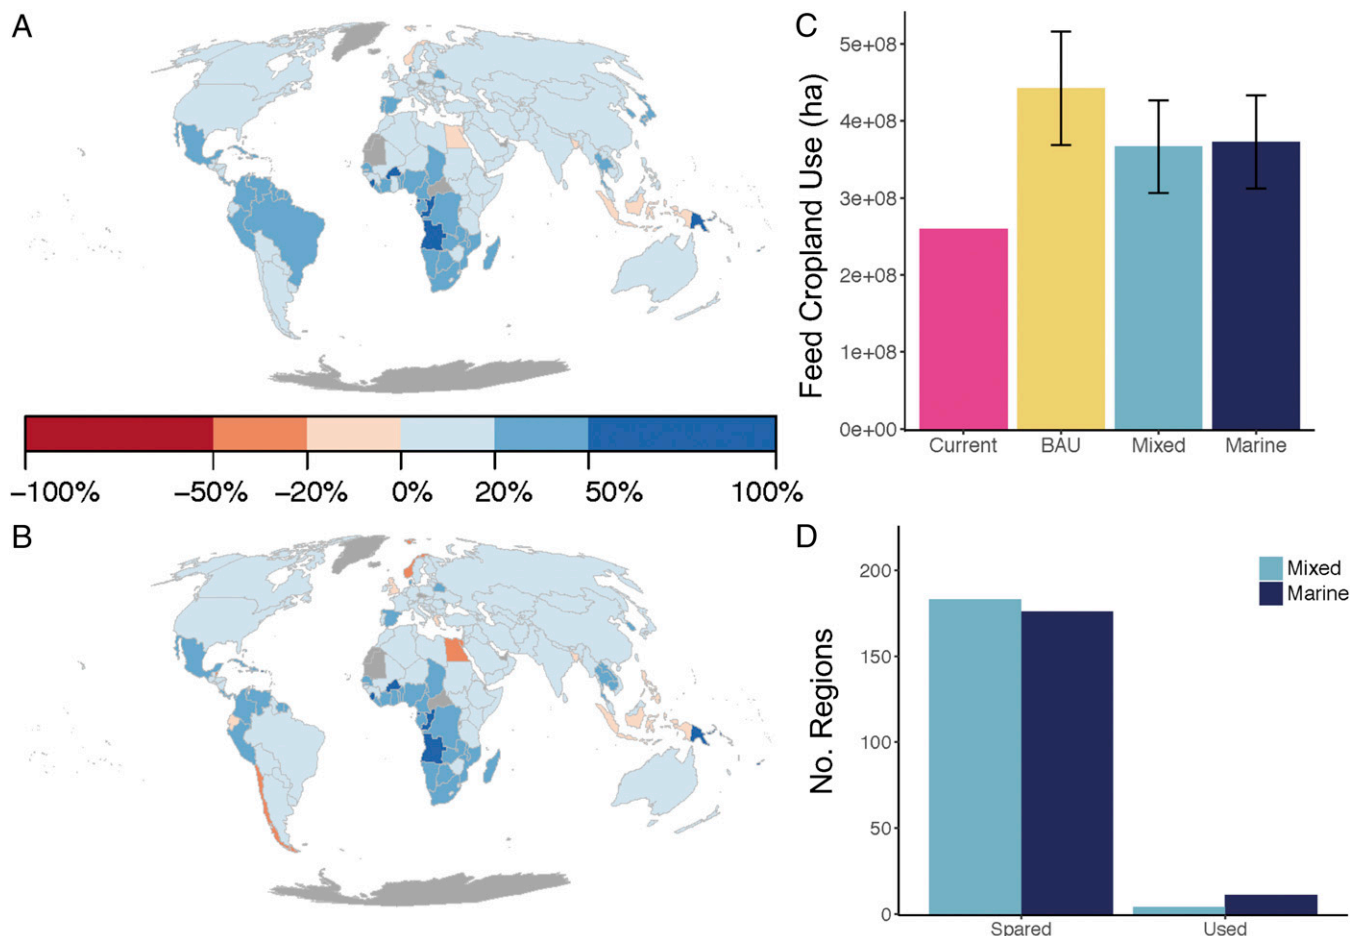 A
−100%
−50%
−20%
0%
20%
50%
100%
B
C
Feed Cropland Use (ha)
5e+08
4e+08
3e+08
2e+08
1e+08
0e+00
Current
BAU
Mixed
Marine
D
No. Regions
200
150
100
50
0
Mixed
Marine
Spared
Used